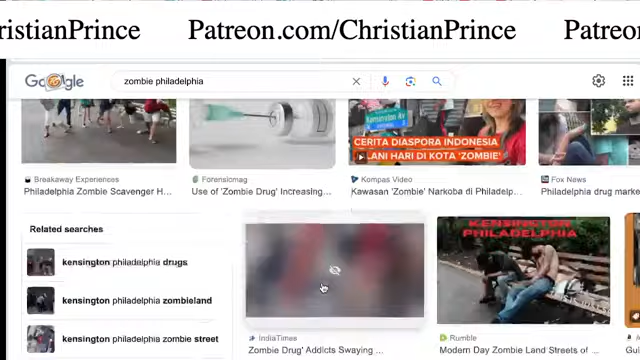 ristianPrince Patreon.com/ChristianPrince Patreo
Google
zombie philadelphia
Kensington Av
CERITA DIASPORA INDONESIA
LANI HARI DI KOTA 'ZOMBIE'
Breakaway Experiences
Philadelphia Zombie Scavenger H...
Forensicmag
Use of 'Zombie Drug' Increasing...
Kompas Video
Kawasan 'Zombie' Narkoba di Philadelp...
Fox News
Philadelphia drug marke
Related searches
kensington philadelphia drugs
kensington philadelphia zombieland
kensington philadelphia zombie street
KENSINGTON
PHILADELPHIA
IndiaTimes
Zombie Drug' Addicts Swaying ...
Rumble
Modern Day Zombie Land Streets of ...
Gui